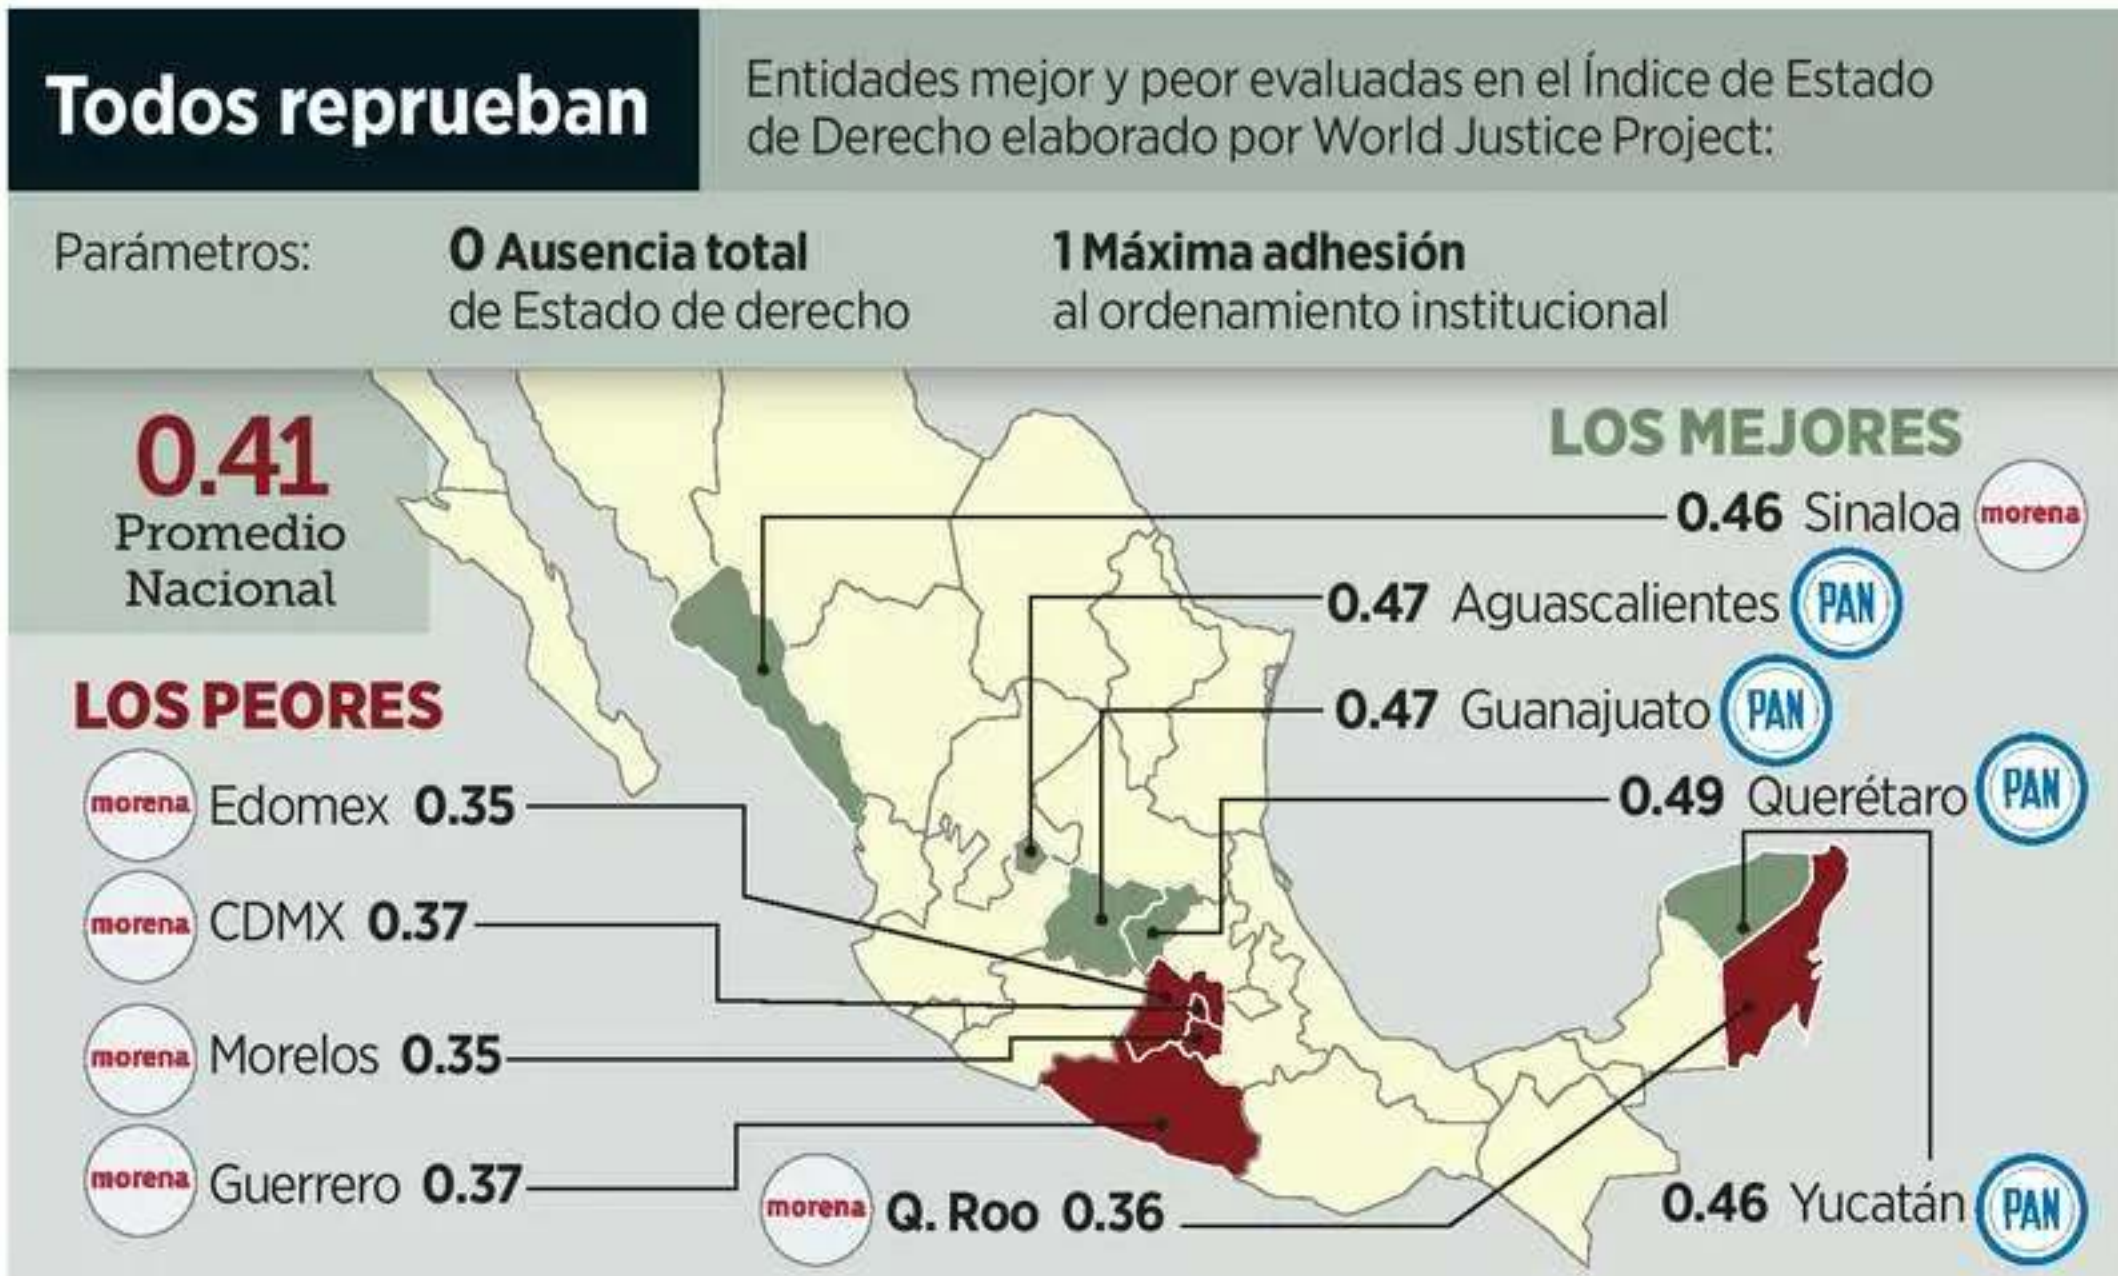 Todos reprueban
Entidades mejor y peor evaluadas en el Índice de Estado
de Derecho elaborado por World Justice Project:
Parámetros:
0 Ausencia total
de Estado de derecho
1 Máxima adhesión
al ordenamiento institucional
0.41
Promedio
Nacional
LOS MEJORES
0.46 Sinaloa morena
0.47 Aguascalientes PAN
0.47 Guanajuato PAN
0.49 Querétaro PAN
0.46 Yucatán PAN
LOS PEORES
morena Edomex 0.35
morena CDMX 0.37
morena Morelos 0.35
morena Guerrero 0.37
morena Q. Roo 0.36